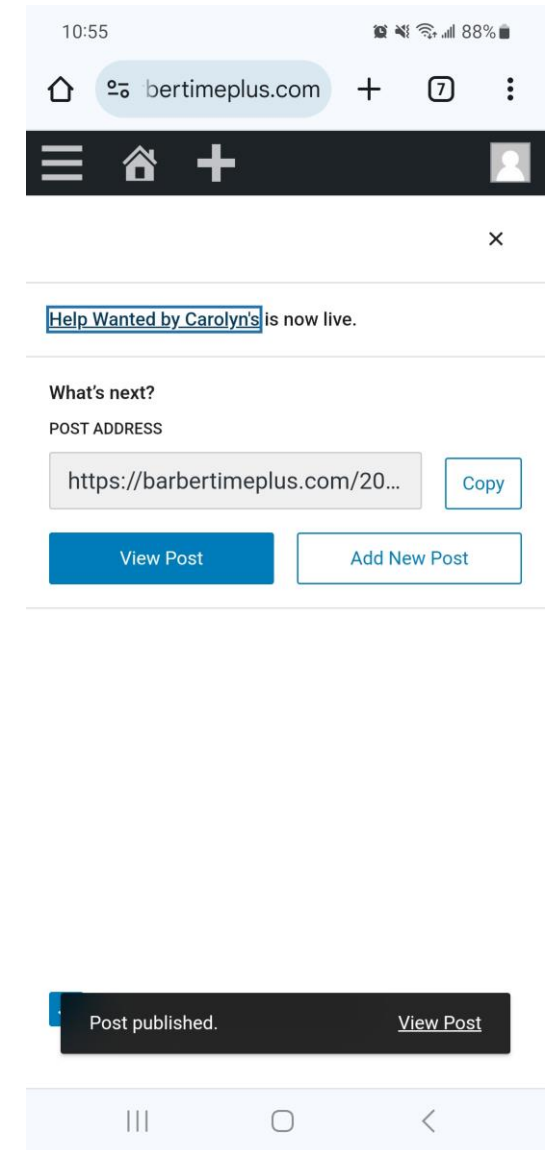 10:55 88%
bertimeplus.com 7
Help Wanted by Carolyn's is now live.
What's next?
POST ADDRESS
https://barbertimeplus.com/20... Copy
View Post Add New Post
Post published. View Post